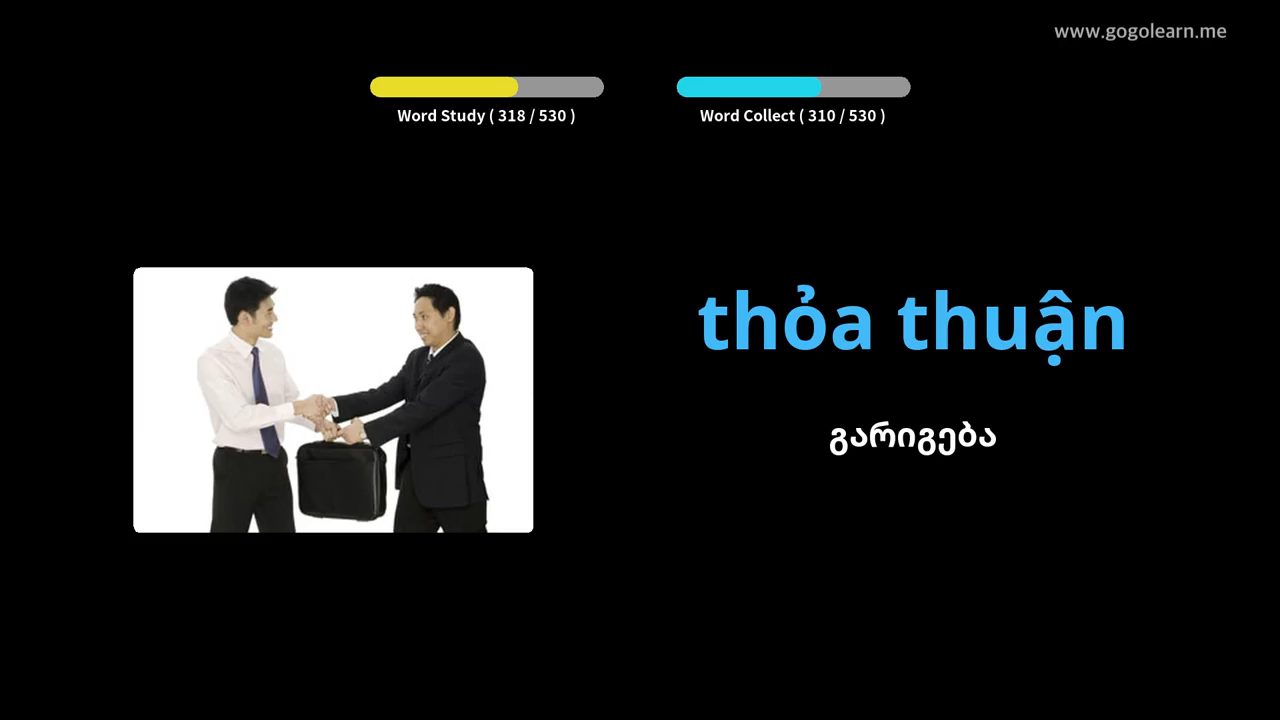 www.gogolearn.me
Word Study ( 318 / 530 )
Word Collect ( 310 / 530 )
thỏa thuận
გარიგება